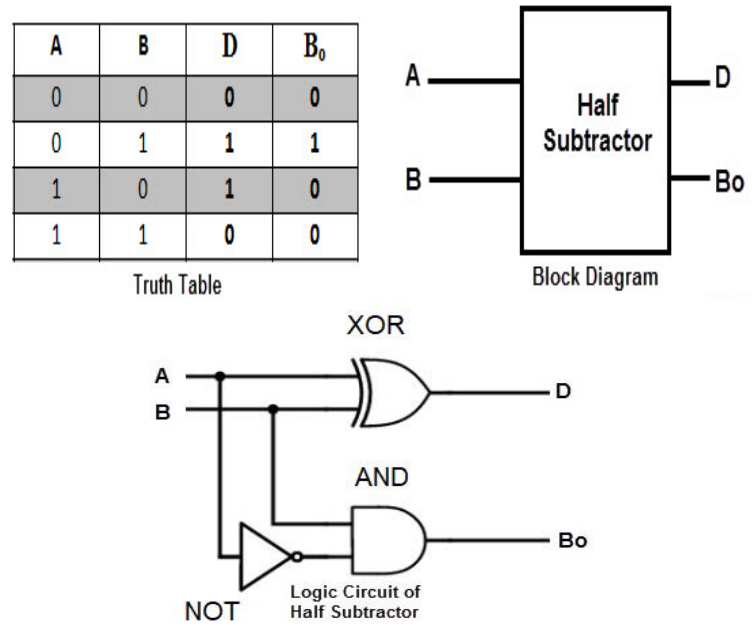 A B D B₀
0 0 0 0
0 1 1 1
1 0 1 0
1 1 0 0
Truth Table
A
B
Half
Subtractor
D
Bo
Block Diagram
XOR
A
B
D
AND
Bo
NOT
Logic Circuit of
Half Subtractor